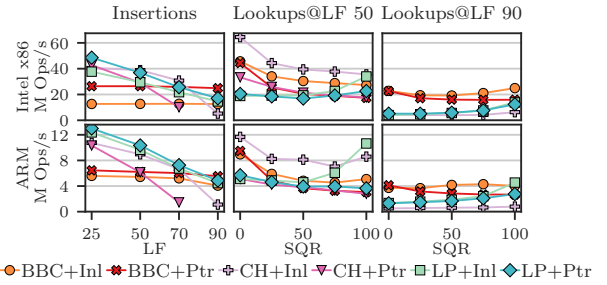 Insertions Lookups@LF 50 Lookups@LF 90
Intel x86
M Ops/s
60
40
20
0
ARM
M Ops/s
12
8
4
0
25 50 70 90 0 50 100 0 50 100
LF SQR SQR
BBC+Inl BBC+Ptr CH+Inl CH+Ptr LP+Inl LP+Ptr